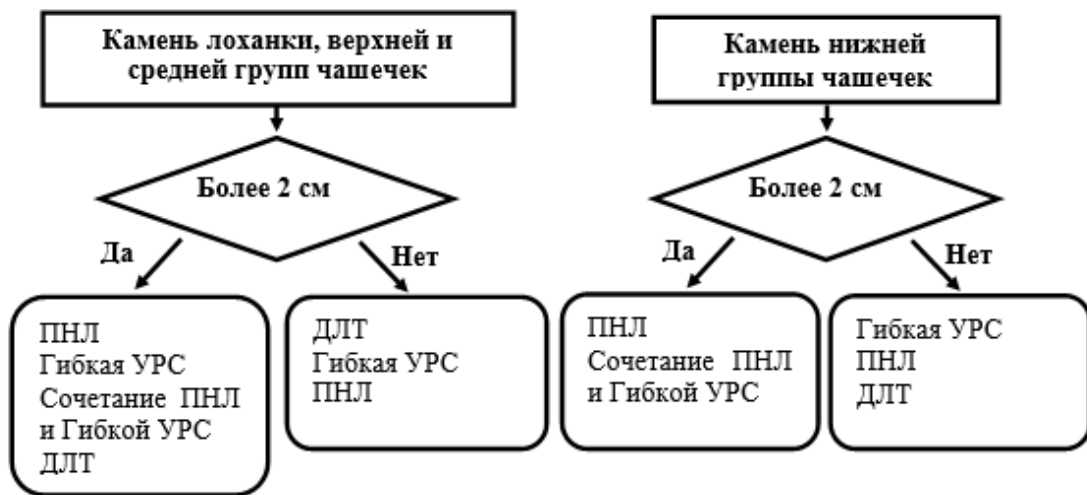 Камень лоханки, верхней и
средней групп чашечек
Более 2 см
Да
Нет
ПНЛ
Гибкая УРС
Сочетание ПНЛ
и Гибкой УРС
ДЛТ
ДЛТ
Гибкая УРС
ПНЛ
Камень нижней
группы чашечек
Более 2 см
Да
Нет
ПНЛ
Сочетание ПНЛ
и Гибкой УРС
Гибкая УРС
ПНЛ
ДЛТ